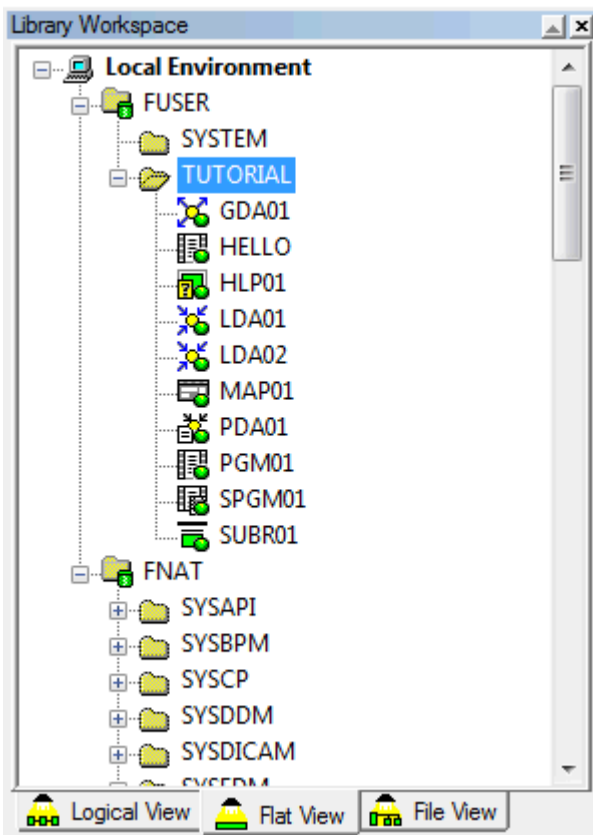 Library Workspace
Local Environment
FUSER
SYSTEM
TUTORIAL
GDA01
HELLO
HLP01
LDA01
LDA02
MAP01
PDA01
PGM01
SPGM01
SUBR01
FNAT
SYSAPI
SYSBPM
SYSCP
SYSDDM
SYSDICAM
Logical View Flat View File View